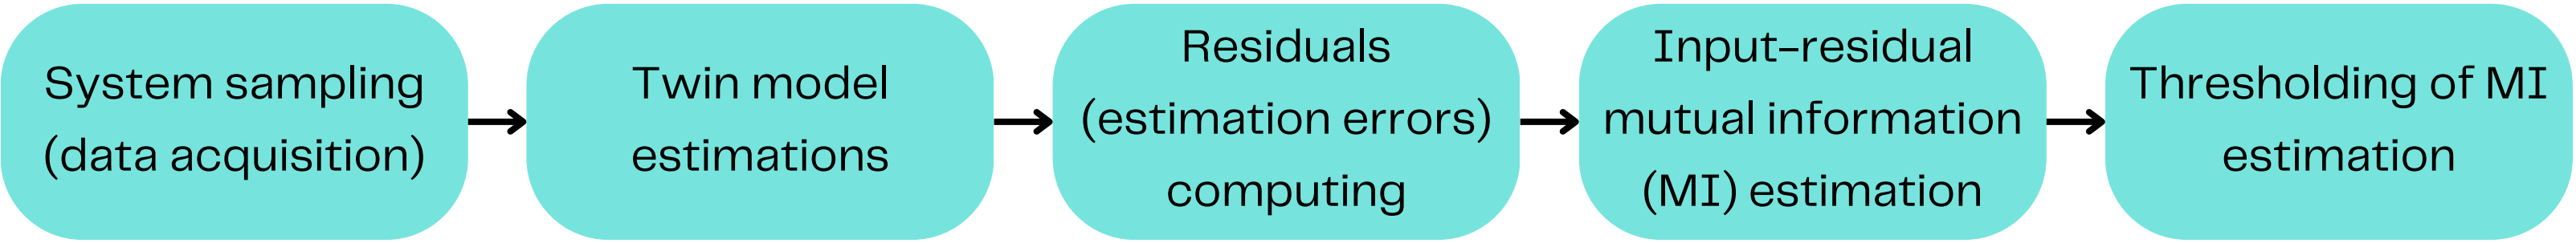 System sampling
(data acquisition)
Twin model
estimations
Residuals
(estimation errors)
computing
Input-residual
mutual information
(MI) estimation
Thresholding of MI
estimation